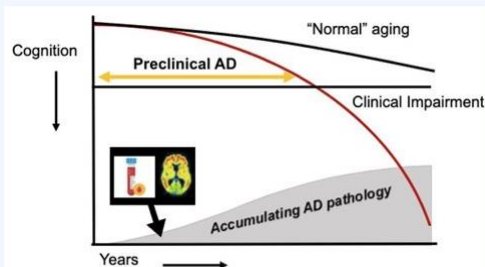 “Normal” aging
Cognition
Preclinical AD
Clinical Impairment
Accumulating AD pathology
Years